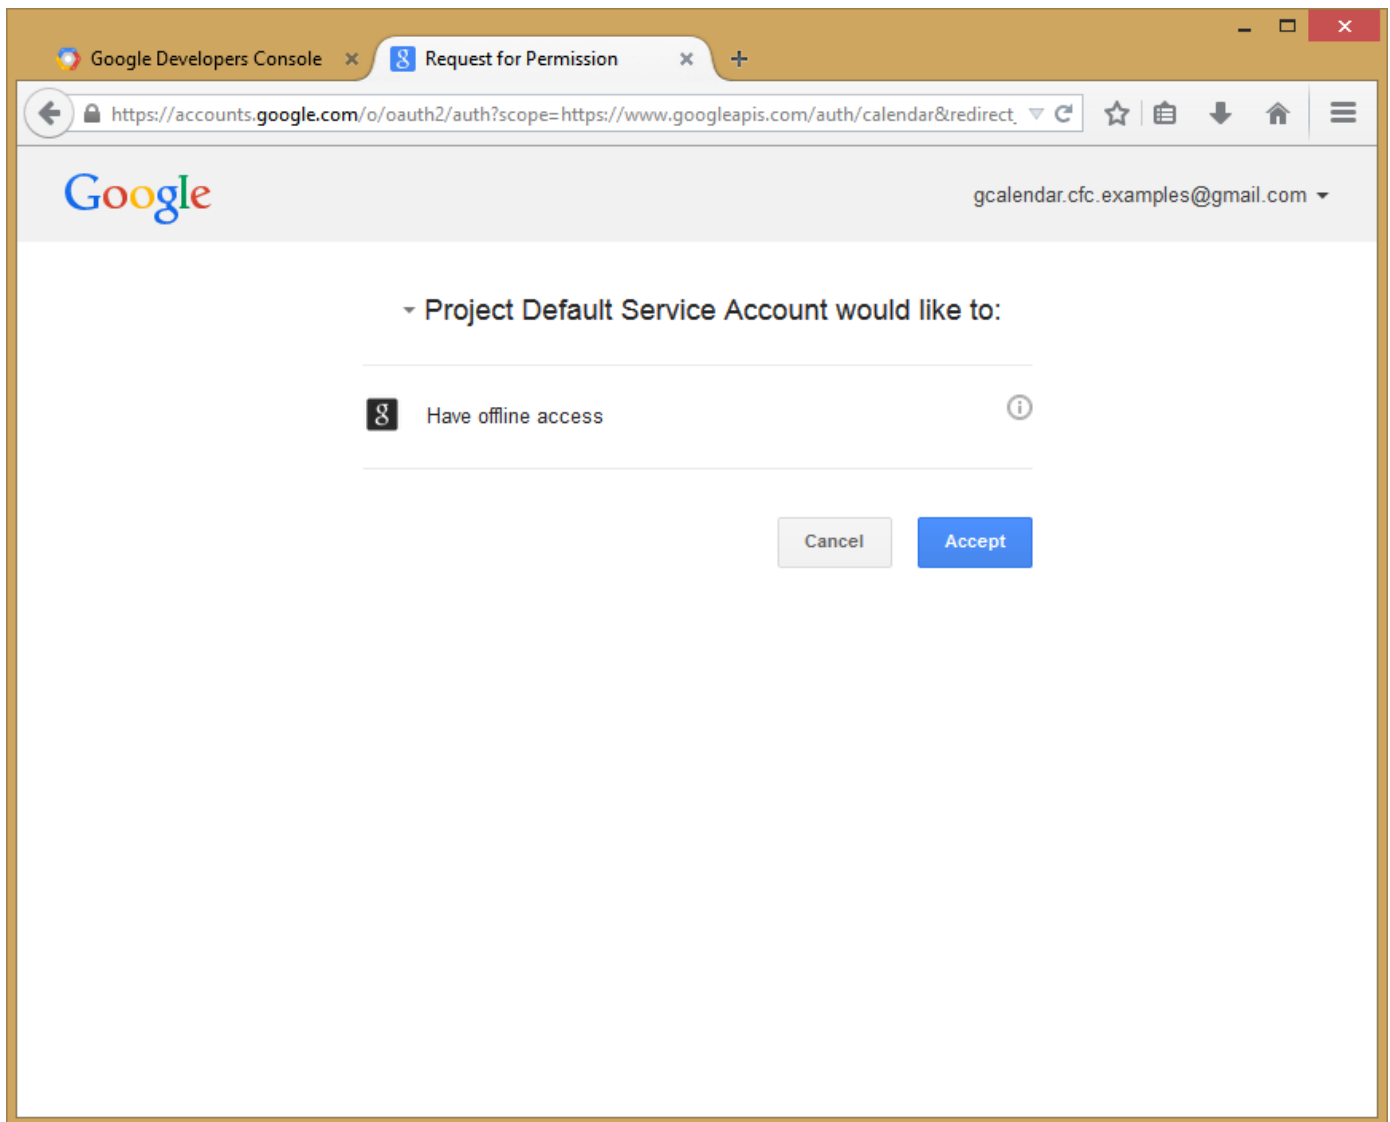 Google Developers Console
Request for Permission
https://accounts.google.com/o/oauth2/auth?scope=https://www.googleapis.com/auth/calendar&redirect_
Google
gcalendar.cfc.examples@gmail.com
Project Default Service Account would like to:
Have offline access
Cancel
Accept